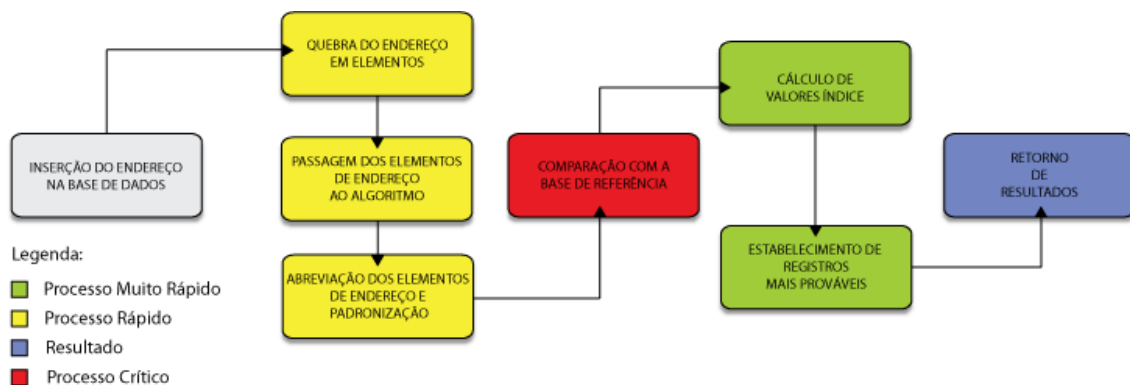 QUEBRA DO ENDEREÇO
EM ELEMENTOS
CÁLCULO DE
VALORES ÍNDICE
INSERÇÃO DO ENDEREÇO
NA BASE DE DADOS
PASSAGEM DOS ELEMENTOS
DE ENDEREÇO
AO ALGORITMO
COMPARAÇÃO COM A
BASE DE REFERÊNCIA
RETORNO
DE
RESULTADOS
ABREVIAÇÃO DOS ELEMENTOS
DE ENDEREÇO E
PADRONIZAÇÃO
ESTABELECIMENTO DE
REGISTROS
MAIS PROVÁVEIS
Legenda:
Processo Muito Rápido
Processo Rápido
Resultado
Processo Crítico